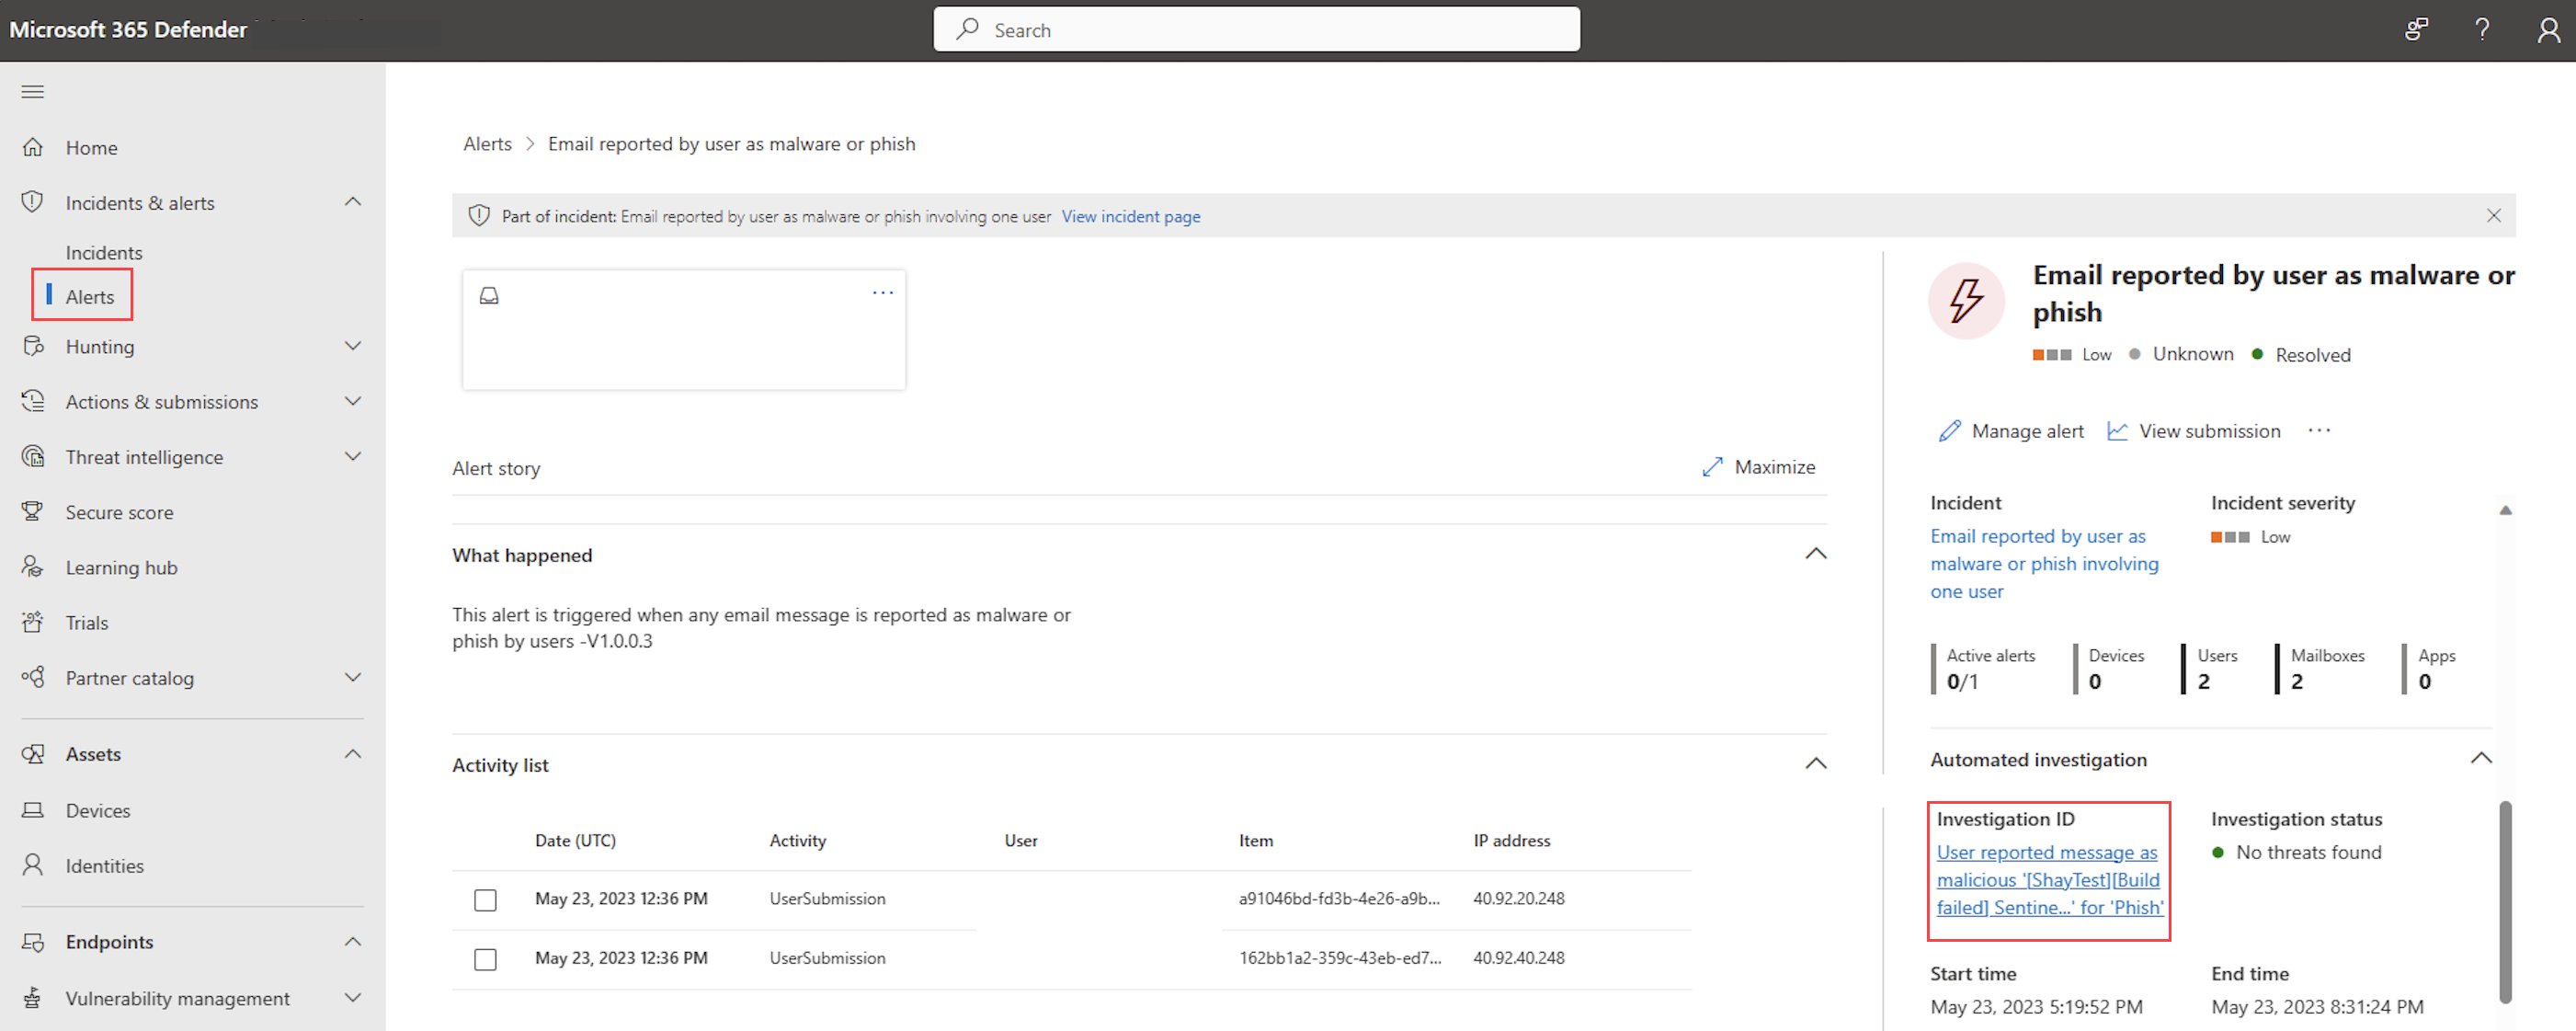 Microsoft 365 Defender
Search
Home
Incidents & alerts
Incidents
Alerts
Hunting
Actions & submissions
Threat intelligence
Secure score
Learning hub
Trials
Partner catalog
Assets
Devices
Identities
Endpoints
Vulnerability management
Alerts > Email reported by user as malware or phish
Part of incident: Email reported by user as malware or phish involving one user View incident page
Alert story
Maximize
What happened
This alert is triggered when any email message is reported as malware or
phish by users -V1.0.0.3
Activity list
Date (UTC) Activity User Item IP address
May 23, 2023 12:36 PM UserSubmission a91046bd-fd3b-4e26-a9b... 40.92.20.248
May 23, 2023 12:36 PM UserSubmission 162bb1a2-359c-43eb-ed7... 40.92.40.248
Email reported by user as malware or
phish
Low Unknown Resolved
Manage alert View submission ...
Incident Incident severity
Email reported by user as
malware or phish involving
one user
Low
Active alerts Devices Users Mailboxes Apps
0/1 0 2 2 0
Automated investigation
Investigation ID
User reported message as
malicious '[ShayTest][Build
failed] Sentine...' for 'Phish'
Investigation status
No threats found
Start time End time
May 23, 2023 5:19:52 PM May 23, 2023 8:31:24 PM